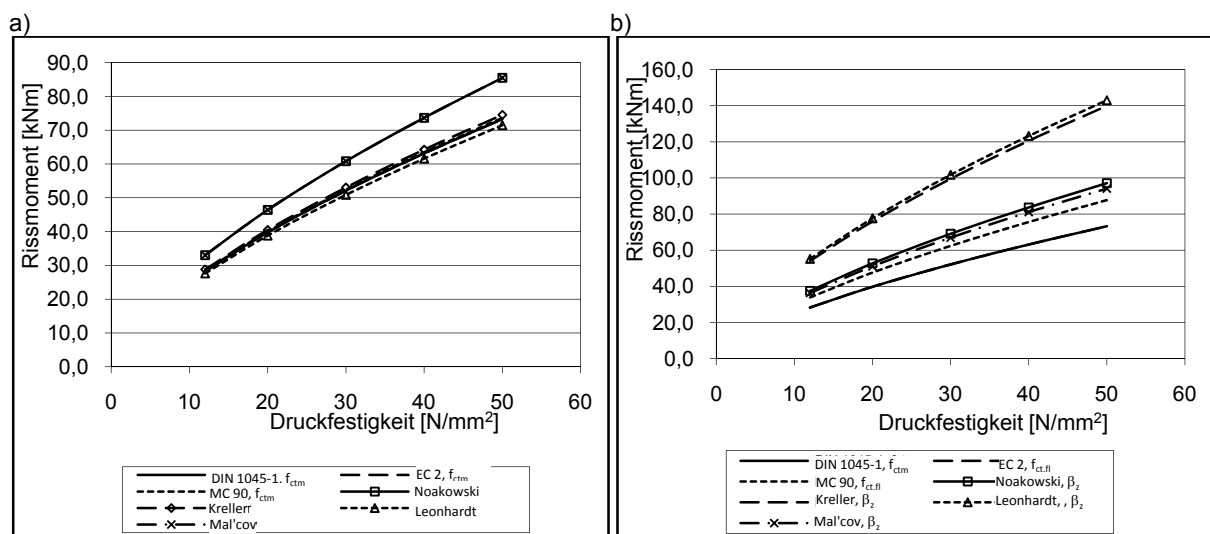 a)
Rissmoment [kNm]
90,0
80,0
70,0
60,0
50,0
40,0
30,0
20,0
10,0
0,0
0 10 20 30 40 50 60
Druckfestigkeit [N/mm²]
DIN 1045-1. fctm
EC 2, fctm
MC 90, fctm
Noakowski
Krellerr
Leonhardt
Mal'cov
b)
Rissmoment [kNm]
160,0
140,0
120,0
100,0
80,0
60,0
40,0
20,0
0,0
0 10 20 30 40 50 60
Druckfestigkeit [N/mm²]
DIN 1045-1, fctm
EC 2, fct.fl
MC 90, fct.fl
Noakowski, βz
Kreller, βz
Leonhardt, , βz
Mal'cov, βz